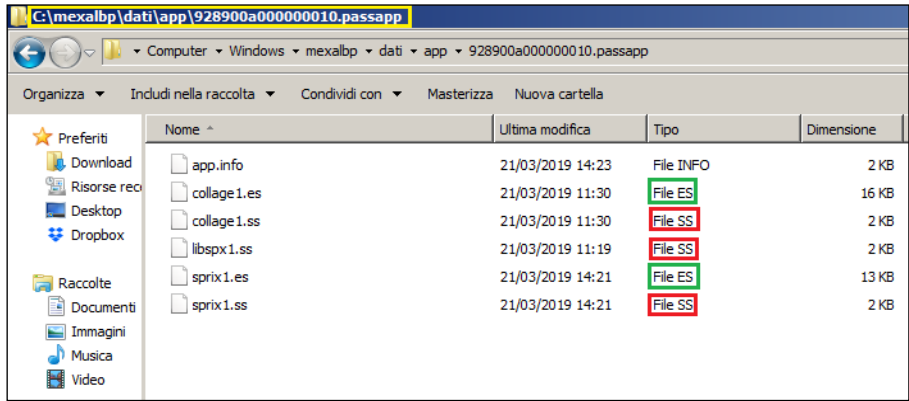 C:\mexalbp\dati\app\928900a000000010.passapp
Computer Windows mexalbp dati app 928900a000000010.passapp
Organizza Includi nella raccolta Condividi con Masterizza Nuova cartella
Preferiti
Download
Risorse reco
Desktop
Dropbox
Raccolte
Documenti
Immagini
Musica
Video
Nome Ultima modifica Tipo Dimensione
app.info 21/03/2019 14:23 File INFO 2 KB
collage1.es 21/03/2019 11:30 File ES 16 KB
collage1.ss 21/03/2019 11:30 File SS 2 KB
libspx1.ss 21/03/2019 11:19 File SS 2 KB
sprix1.es 21/03/2019 14:21 File ES 13 KB
sprix1.ss 21/03/2019 14:21 File SS 2 KB